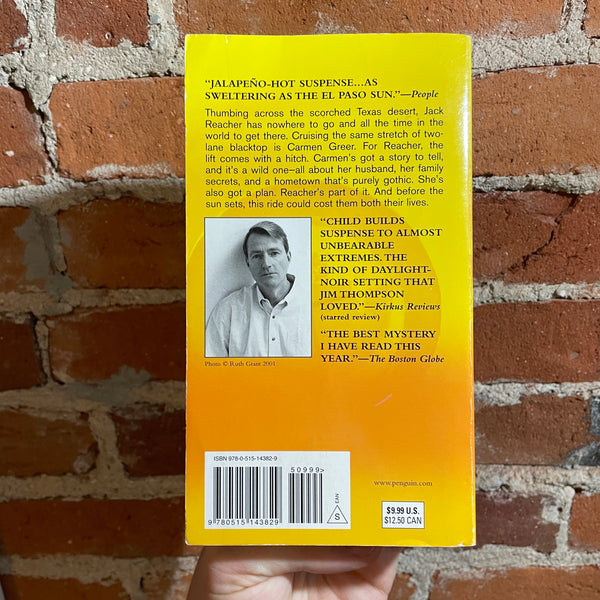 “JALAPEÑO-HOT SUSPENSE...AS
SWELTERING AS THE EL PASO SUN.”—People
Thumbing across the scorched Texas desert, Jack
Reacher has nowhere to go and all the time in the
world to get there. Cruising the same stretch of two-
lane blacktop is Carmen Greer. For Reacher, the
lift comes with a hitch. Carmen's got a story to tell,
and it's a wild one—all about her husband, her family
secrets, and a hometown that's purely gothic. She's
also got a plan. Reacher's part of it. And before the
sun sets, this ride could cost them both their lives.
“CHILD BUILDS
SUSPENSE TO ALMOST
UNBEARABLE
EXTREMES. THE
KIND OF DAYLIGHT-
NOIR SETTING THAT
JIM THOMPSON
LOVED.”—Kirkus Reviews
(starred review)
“THE BEST MYSTERY
I HAVE READ THIS
YEAR.”—The Boston Globe
Photo © Ruth Grant 2001
ISBN 978-0-515-14382-9
50999>
9 780515 143829
S
EAN
www.penguin.com
$9.99 U.S.
$12.50 CAN